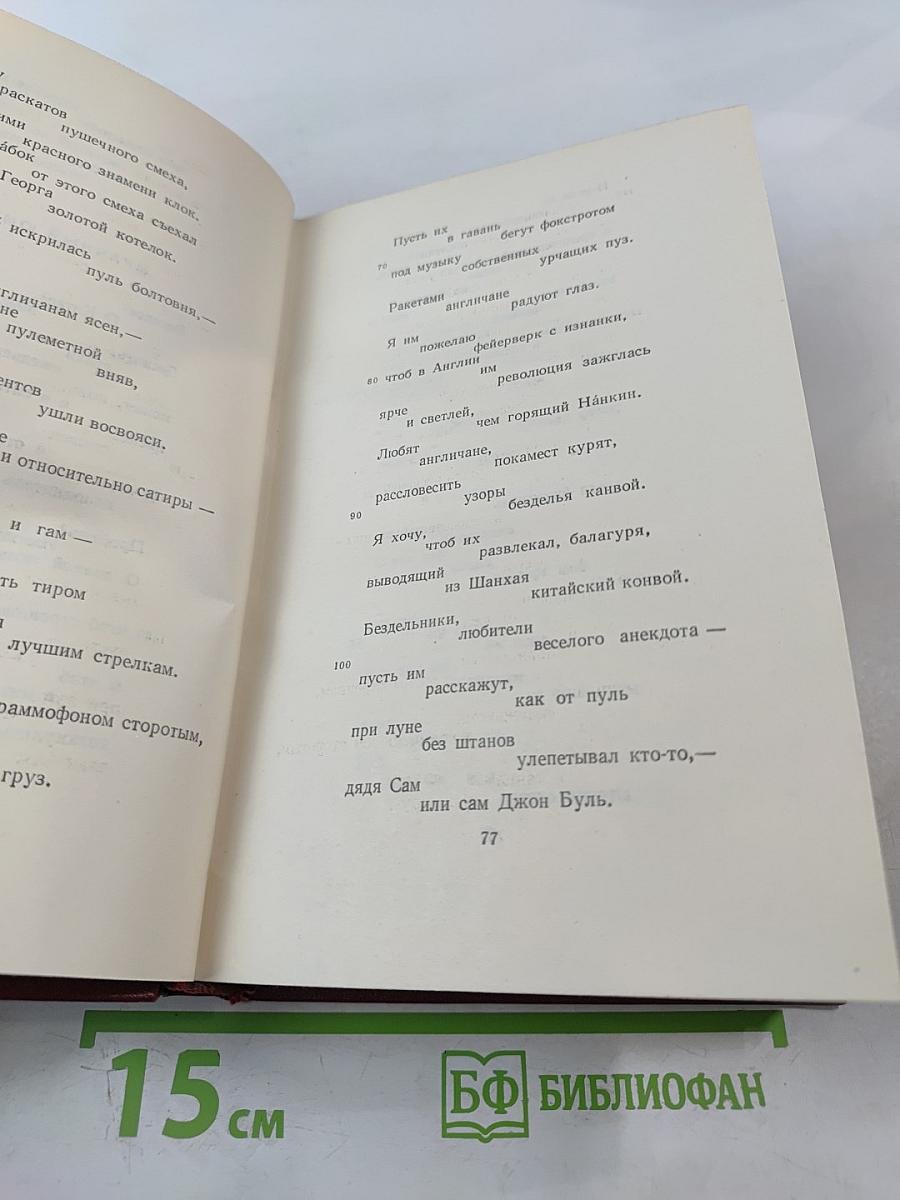 раскатов
пушечного смеха,
красного знамени клок.
от этого смеха съехал
Георга
золотой котелок.
искрилась
пуль болтовня,—
ясен,—
пулеметной
вняв,
ушли восвояси.
и относительно сатиры —
и гам —
тиром
лучшим стрелкам.
сторотым,
груз.
Пусть их
в гавань
бегут фокстротом
70 под музыку
собственных
урчащих пуз.
Ракетами
англичане
радуют глаз.
Я им
пожелаю
фейерверк с изнанки,
80 чтоб в Англии
им
революция зажглась
ярче
и светлей,
чем горящий На́нкин.
Любят
англичане,
покамест курят,
рассловесить
узоры
90
безделья канвой.
Я хочу,
чтоб их
развлекал, балагуря,
выводящий
из Шанхая
китайский конвой.
Бездельники,
любители
веселого анекдота —
100
пусть им
расскажут,
как от пуль
при луне
без штанов
улепетывал кто-то,—
дядя Сам
или сам Джон Буль.
77
15 см
БФ БИБЛИОФАН